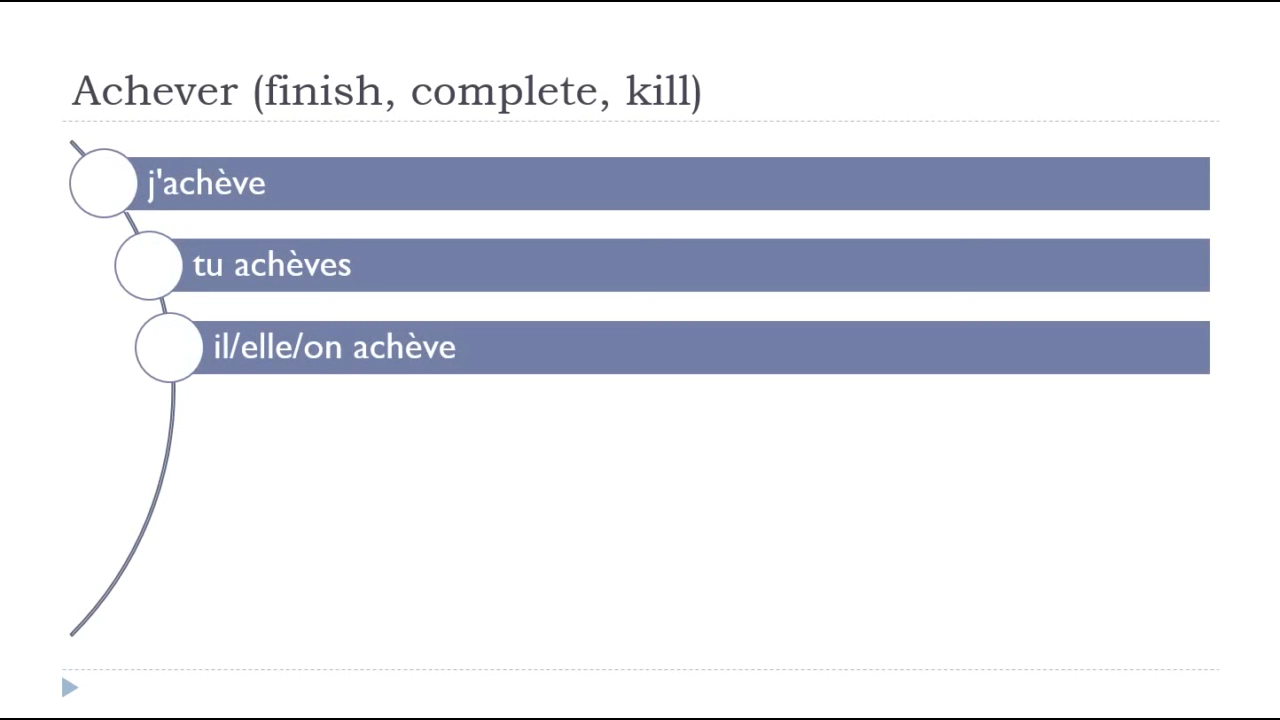 Achever (finish, complete, kill)
j'achève
tu achèves
il/elle/on achève